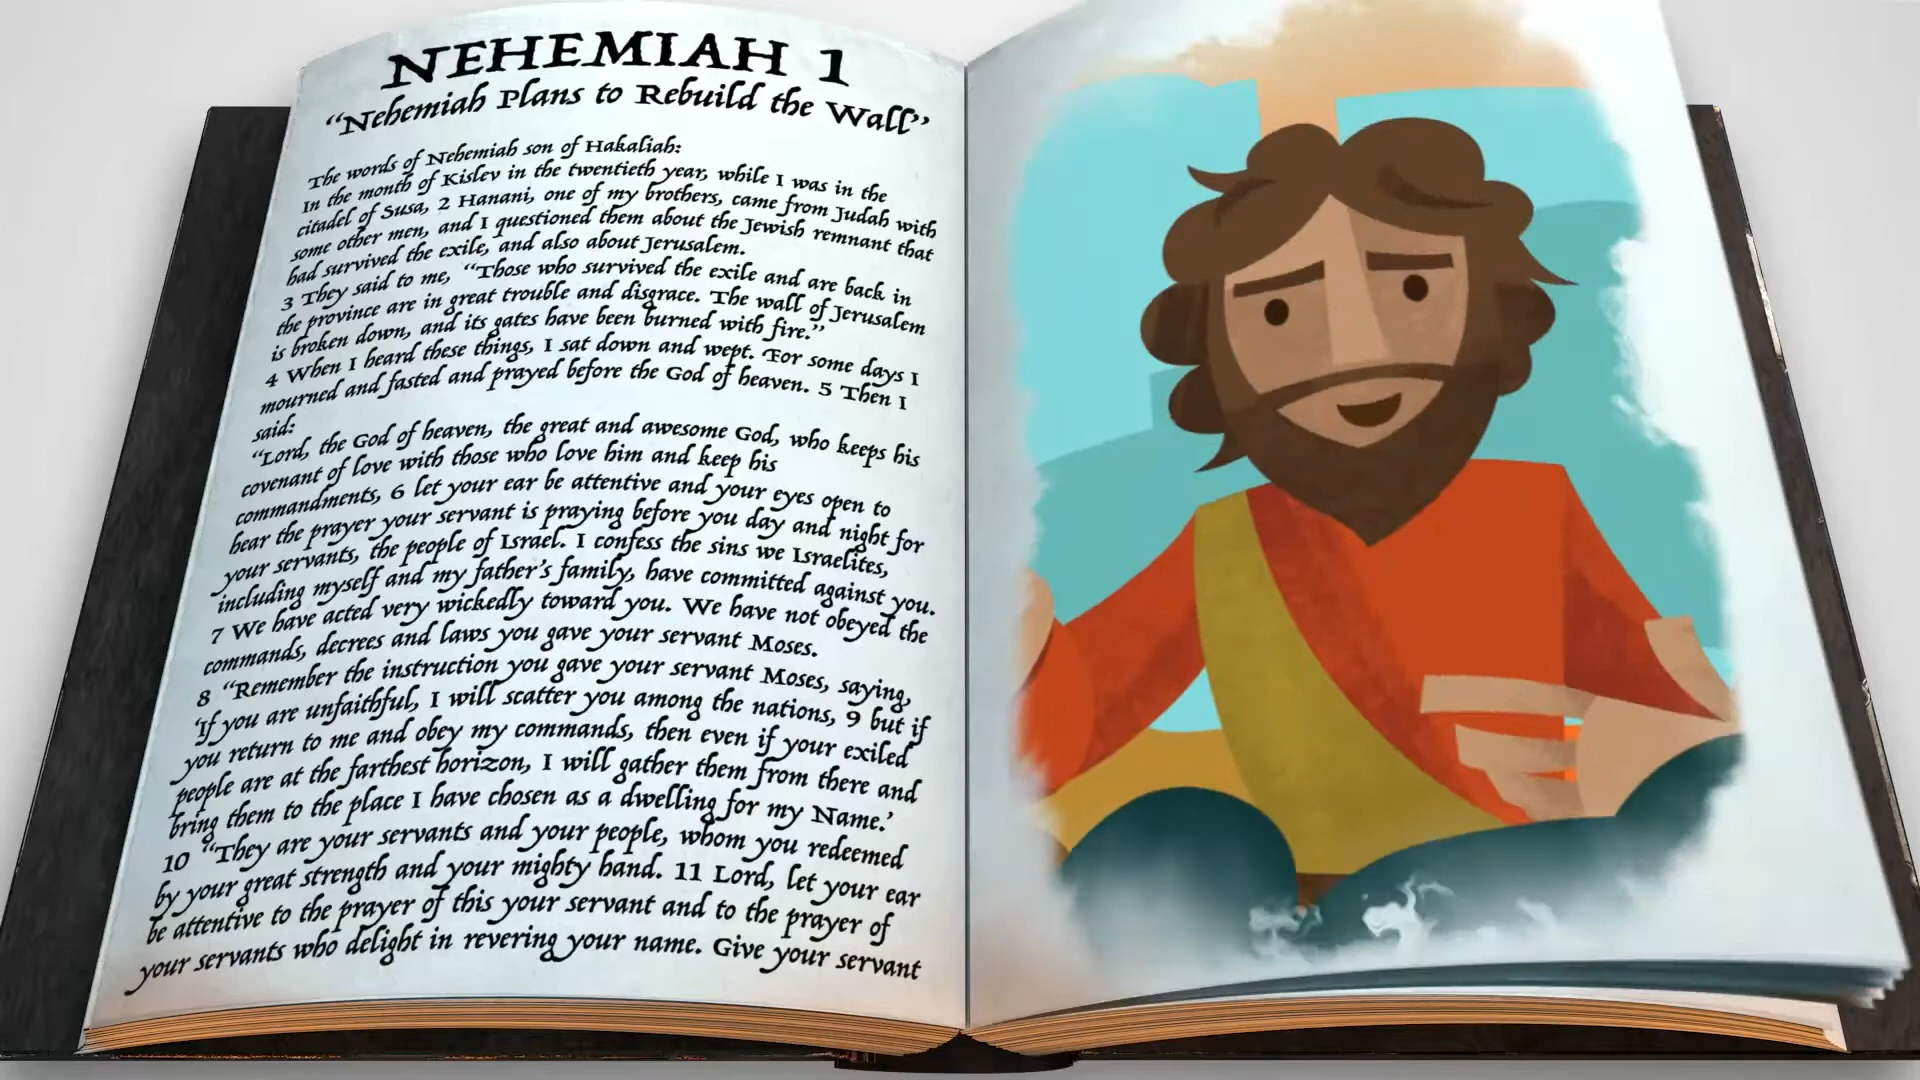 NEHEMIAH 1
“Nehemiah Plans to Rebuild the Wall”
The words of Nehemiah son of Hakaliah:
In the month of Kislev in the twentieth year, while I was in the
citadel of Susa, 2 Hanani, one of my brothers, came from Judah with
some other men, and I questioned them about the Jewish remnant that
had survived the exile, and also about Jerusalem.
3 They said to me, “Those who survived the exile and are back in
the province are in great trouble and disgrace. The wall of Jerusalem
is broken down, and its gates have been burned with fire.”
4 When I heard these things, I sat down and wept. For some days I
mourned and fasted and prayed before the God of heaven. 5 Then I
said:
“Lord, the God of heaven, the great and awesome God, who keeps his
covenant of love with those who love him and keep his
commandments, 6 let your ear be attentive and your eyes open to
hear the prayer your servant is praying before you day and night for
your servants, the people of Israel. I confess the sins we Israelites,
including myself and my father’s family, have committed against you.
7 We have acted very wickedly toward you. We have not obeyed the
commands, decrees and laws you gave your servant Moses.
8 “Remember the instruction you gave your servant Moses, saying,
‘If you are unfaithful, I will scatter you among the nations, 9 but if
you return to me and obey my commands, then even if your exiled
people are at the farthest horizon, I will gather them from there and
bring them to the place I have chosen as a dwelling for my Name.’
10 “They are your servants and your people, whom you redeemed
by your great strength and your mighty hand. 11 Lord, let your ear
be attentive to the prayer of this your servant and to the prayer of
your servants who delight in revering your name. Give your servant